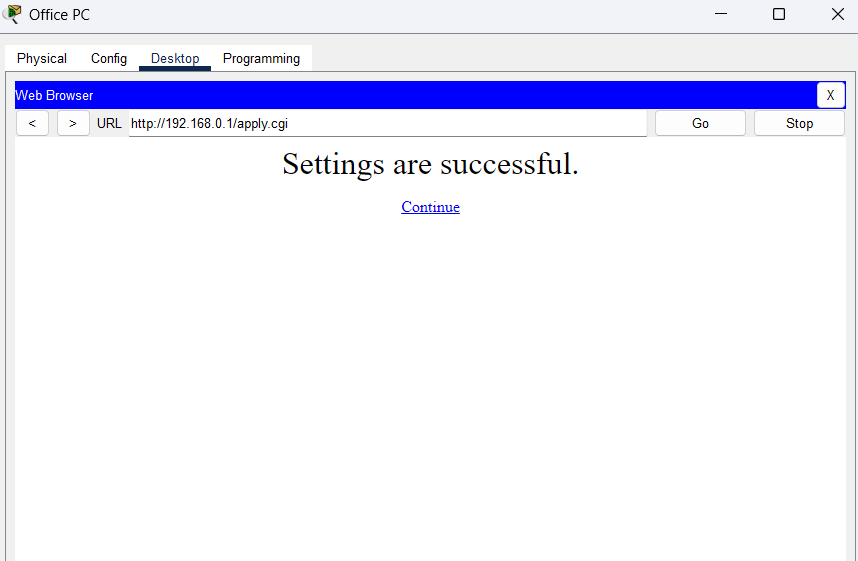 Office PC
Physical Config Desktop Programming
Web Browser X
< > URL http://192.168.0.1/apply.cgi Go Stop
Settings are successful.
Continue